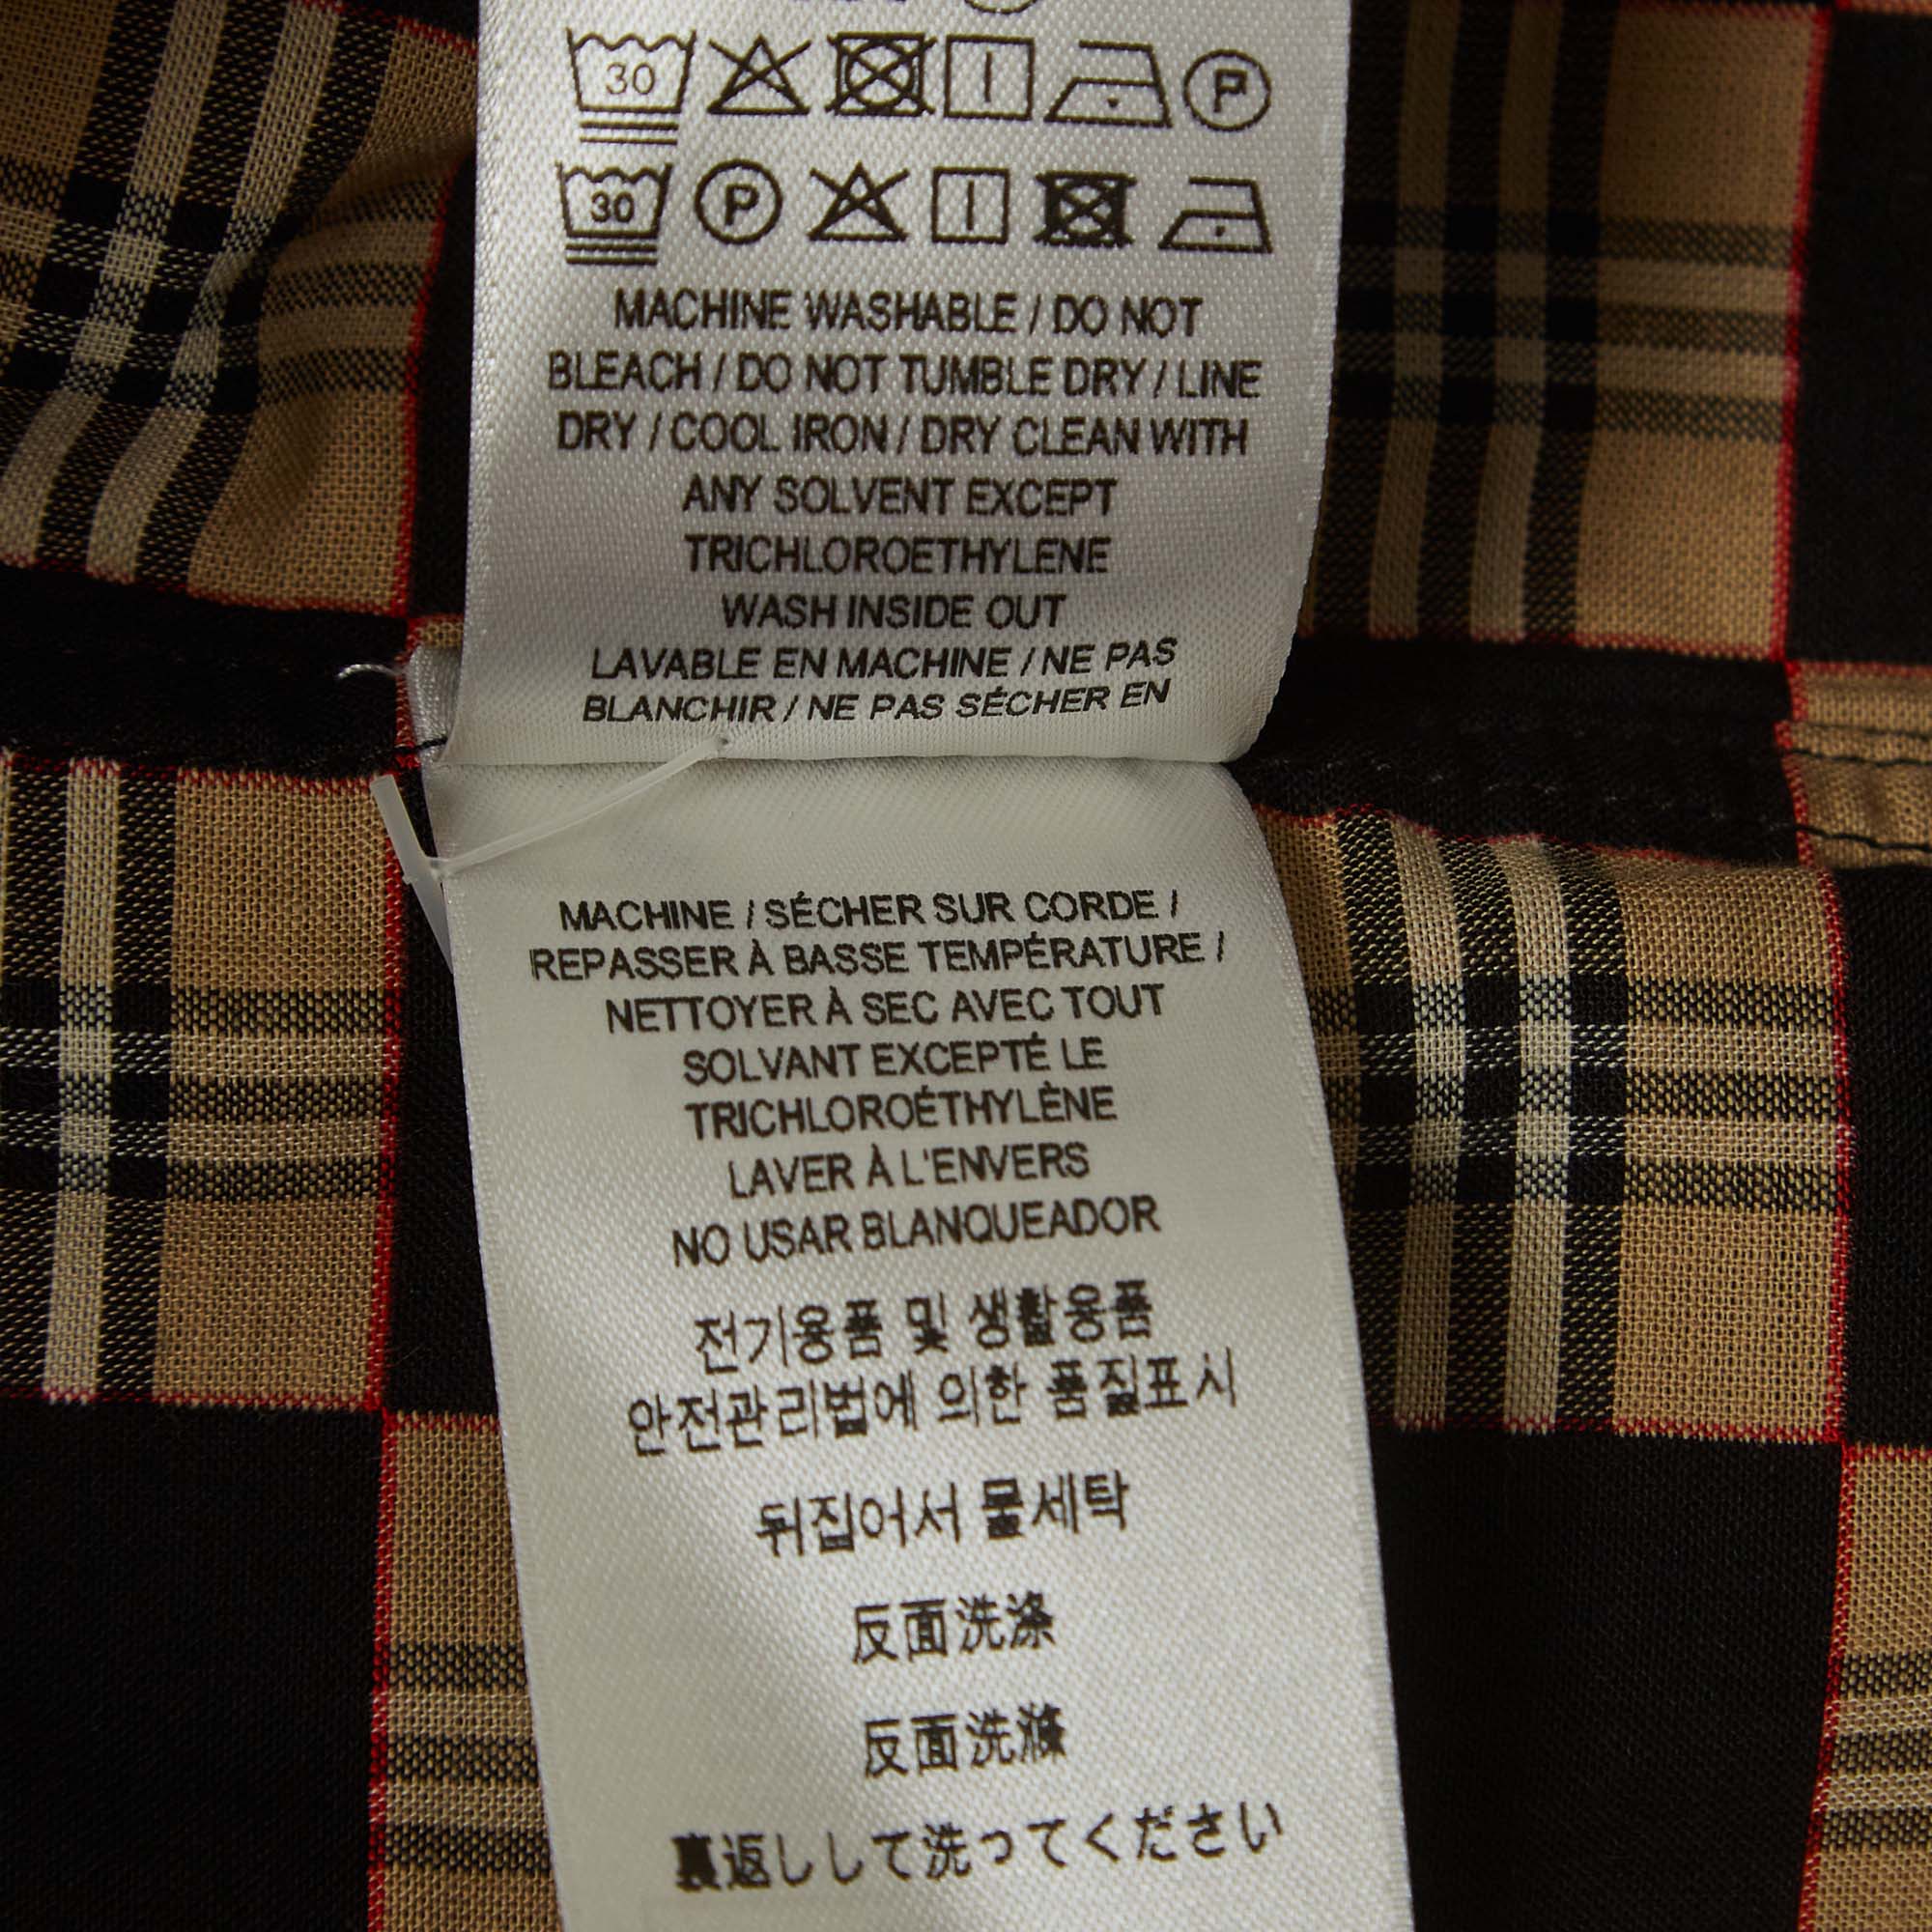 30 P
30 P
MACHINE WASHABLE / DO NOT
BLEACH / DO NOT TUMBLE DRY / LINE
DRY / COOL IRON / DRY CLEAN WITH
ANY SOLVENT EXCEPT
TRICHLOROETHYLENE
WASH INSIDE OUT
LAVABLE EN MACHINE / NE PAS
BLANCHIR / NE PAS SÉCHER EN
MACHINE / SÉCHER SUR CORDE /
REPASSER À BASSE TEMPÉRATURE /
NETTOYER À SEC AVEC TOUT
SOLVANT EXCEPTÉ LE
TRICHLOROÉTHYLÈNE
LAVER À L'ENVERS
NO USAR BLANQUEADOR
전기용품 및 생활용품
안전관리법에 의한 품질표시
뒤집어서 물세탁
反面洗涤
反面洗滌
裏返しして洗ってください